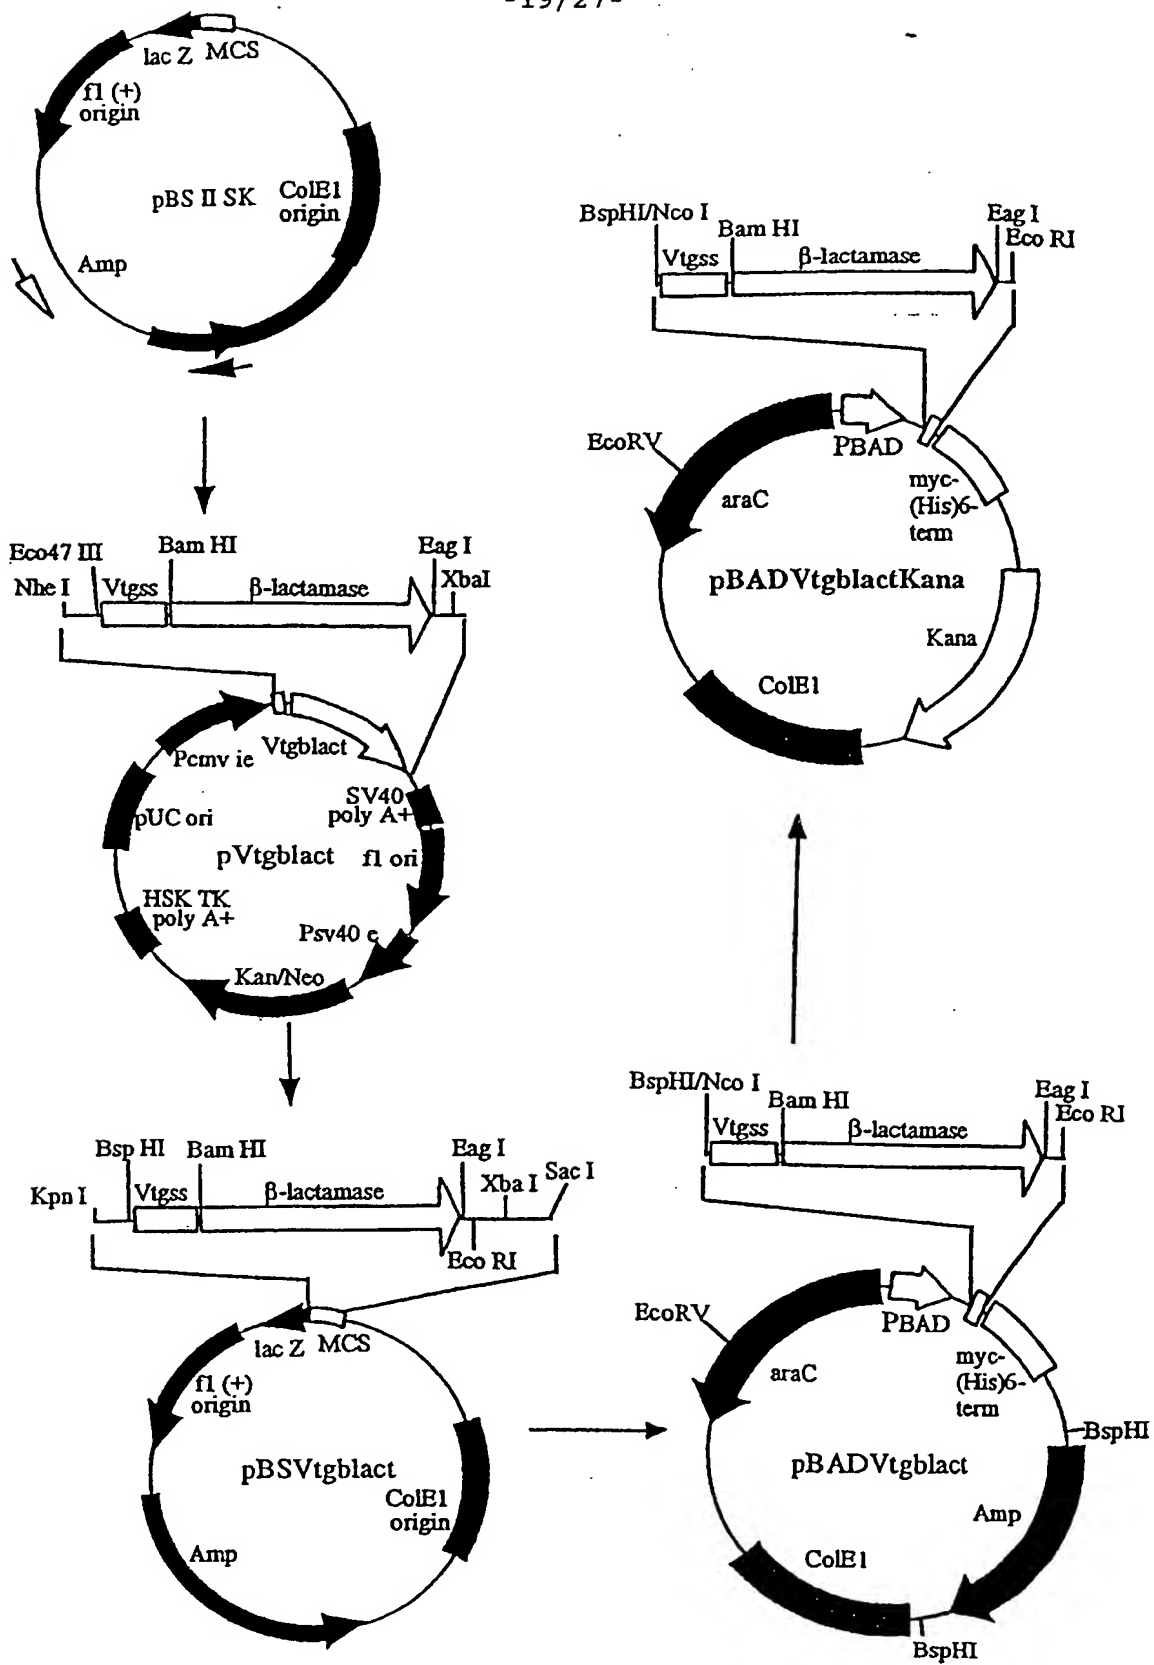 -19/27-
lac Z MCS
f1 (+)
origin
pBS II SK
ColE1
origin
Amp
Eco47 III
Bam HI
Eag I
Nhe I
Vtgss
β-lactamase
XbaI
Pcmv ie
Vtgblact
pUC ori
SV40
poly A+
pVtgblact
f1 ori
HSK TK
poly A+
Psv40 e
Kan/Neo
Bsp HI
Bam HI
Eag I
Sac I
Kpn I
Vtgss
β-lactamase
Xba I
Eco RI
lac Z MCS
f1 (+)
origin
pBSVtgblact
ColE1
origin
Amp
BspHI/Nco I
Bam HI
Eag I
Eco RI
Vtgss
β-lactamase
EcoRV
PBAD
araC
myc-
(His)6-
term
BspHI
pBADVtgblact
Amp
ColE1
BspHI
BspHI/Nco I
Bam HI
Eag I
Eco RI
Vtgss
β-lactamase
EcoRV
PBAD
araC
myc-
(His)6-
term
pBADVtgblactKana
Kana
ColE1